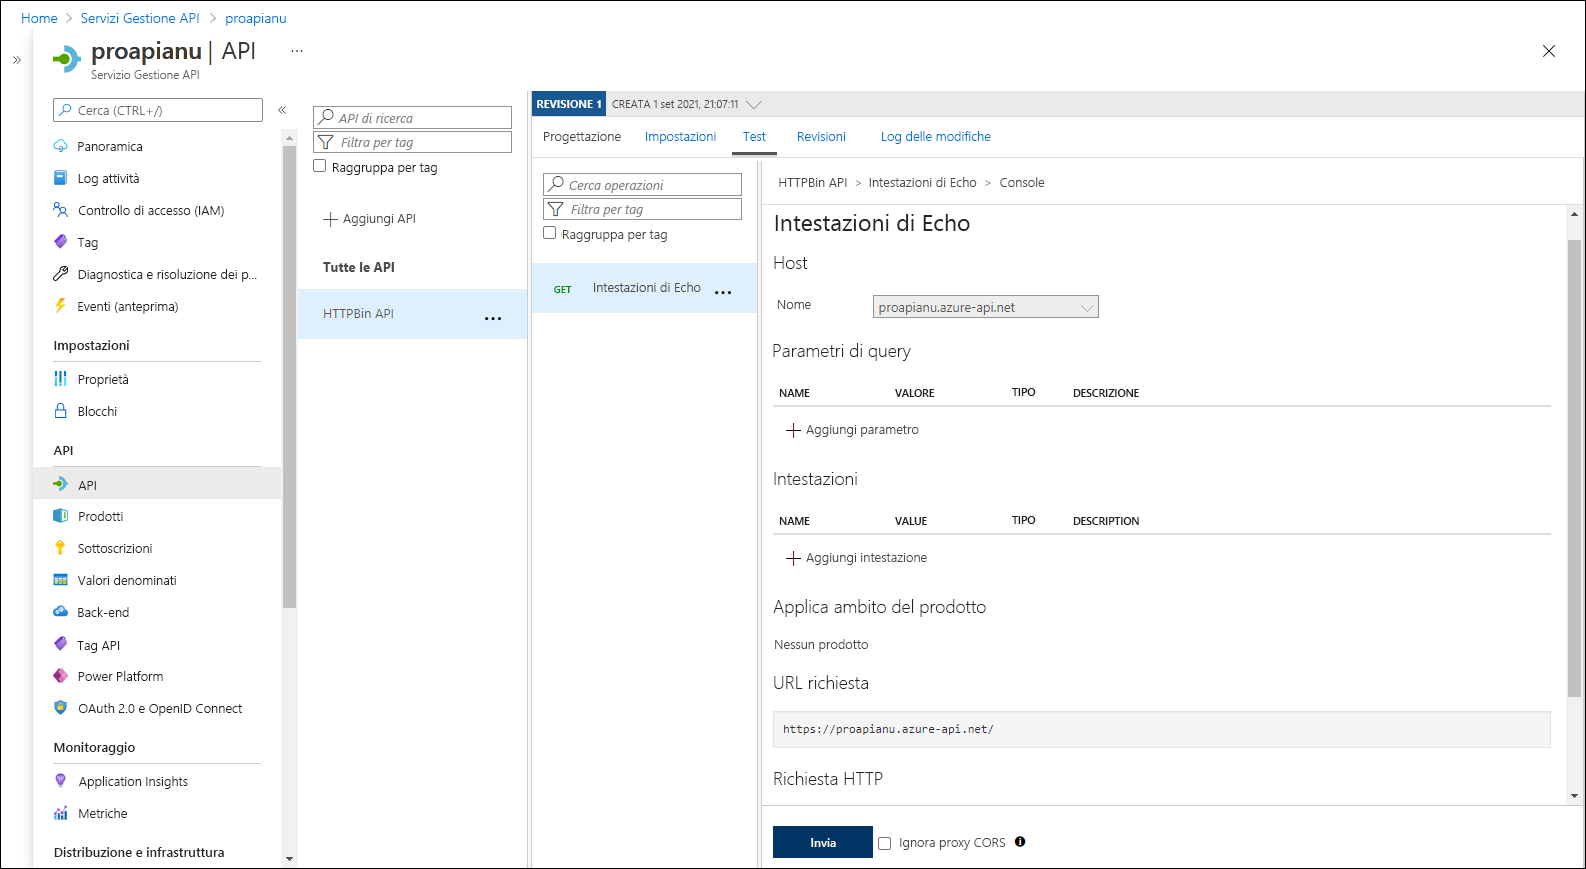 Home > Servizi Gestione API > proapianu
»
proapianu | API ...
Servizio Gestione API
Cerca (CTRL+/)
«
Panoramica
Log attività
Controllo di accesso (IAM)
Tag
Diagnostica e risoluzione dei p...
Eventi (anteprima)
Impostazioni
Proprietà
Blocchi
API
API
Prodotti
Sottoscrizioni
Valori denominati
Back-end
Tag API
Power Platform
OAuth 2.0 e OpenID Connect
Monitoraggio
Application Insights
Metriche
Distribuzione e infrastruttura
API di ricerca
Filtra per tag
Raggruppa per tag
+ Aggiungi API
Tutte le API
HTTPBin API ...
REVISIONE 1 CREATA 1 set 2021, 21:07:11
Progettazione Impostazioni Test Revisioni Log delle modifiche
Cerca operazioni
Filtra per tag
Raggruppa per tag
GET Intestazioni di Echo ...
HTTPBin API > Intestazioni di Echo > Console
Intestazioni di Echo
Host
Nome proapianu.azure-api.net
Parametri di query
NAME VALORE TIPO DESCRIZIONE
+ Aggiungi parametro
Intestazioni
NAME VALUE TIPO DESCRIPTION
+ Aggiungi intestazione
Applica ambito del prodotto
Nessun prodotto
URL richiesta
https://proapianu.azure-api.net/
Richiesta HTTP
Invia Ignora proxy CORS